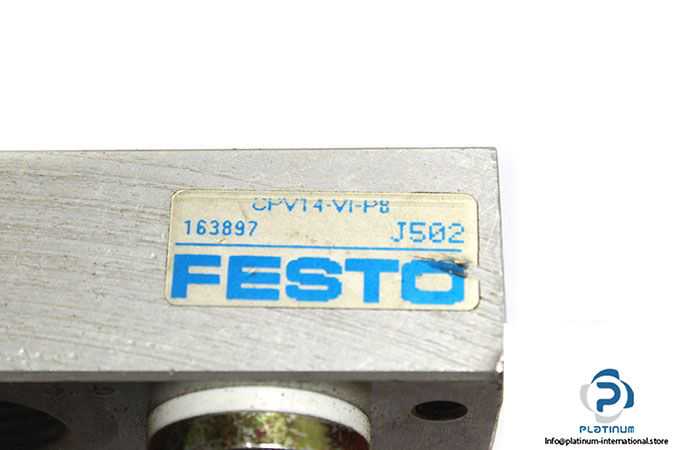 CPV14-VI-P8
163897 J502
FESTO
PLATINUM
Info@platinum-international.store